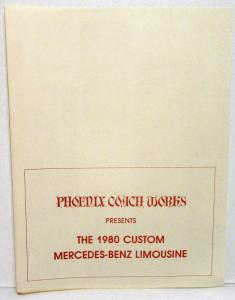 PHOENIX COACH WORKS
PRESENTS
THE 1980 CUSTOM
MERCEDES-BENZ LIMOUSINE